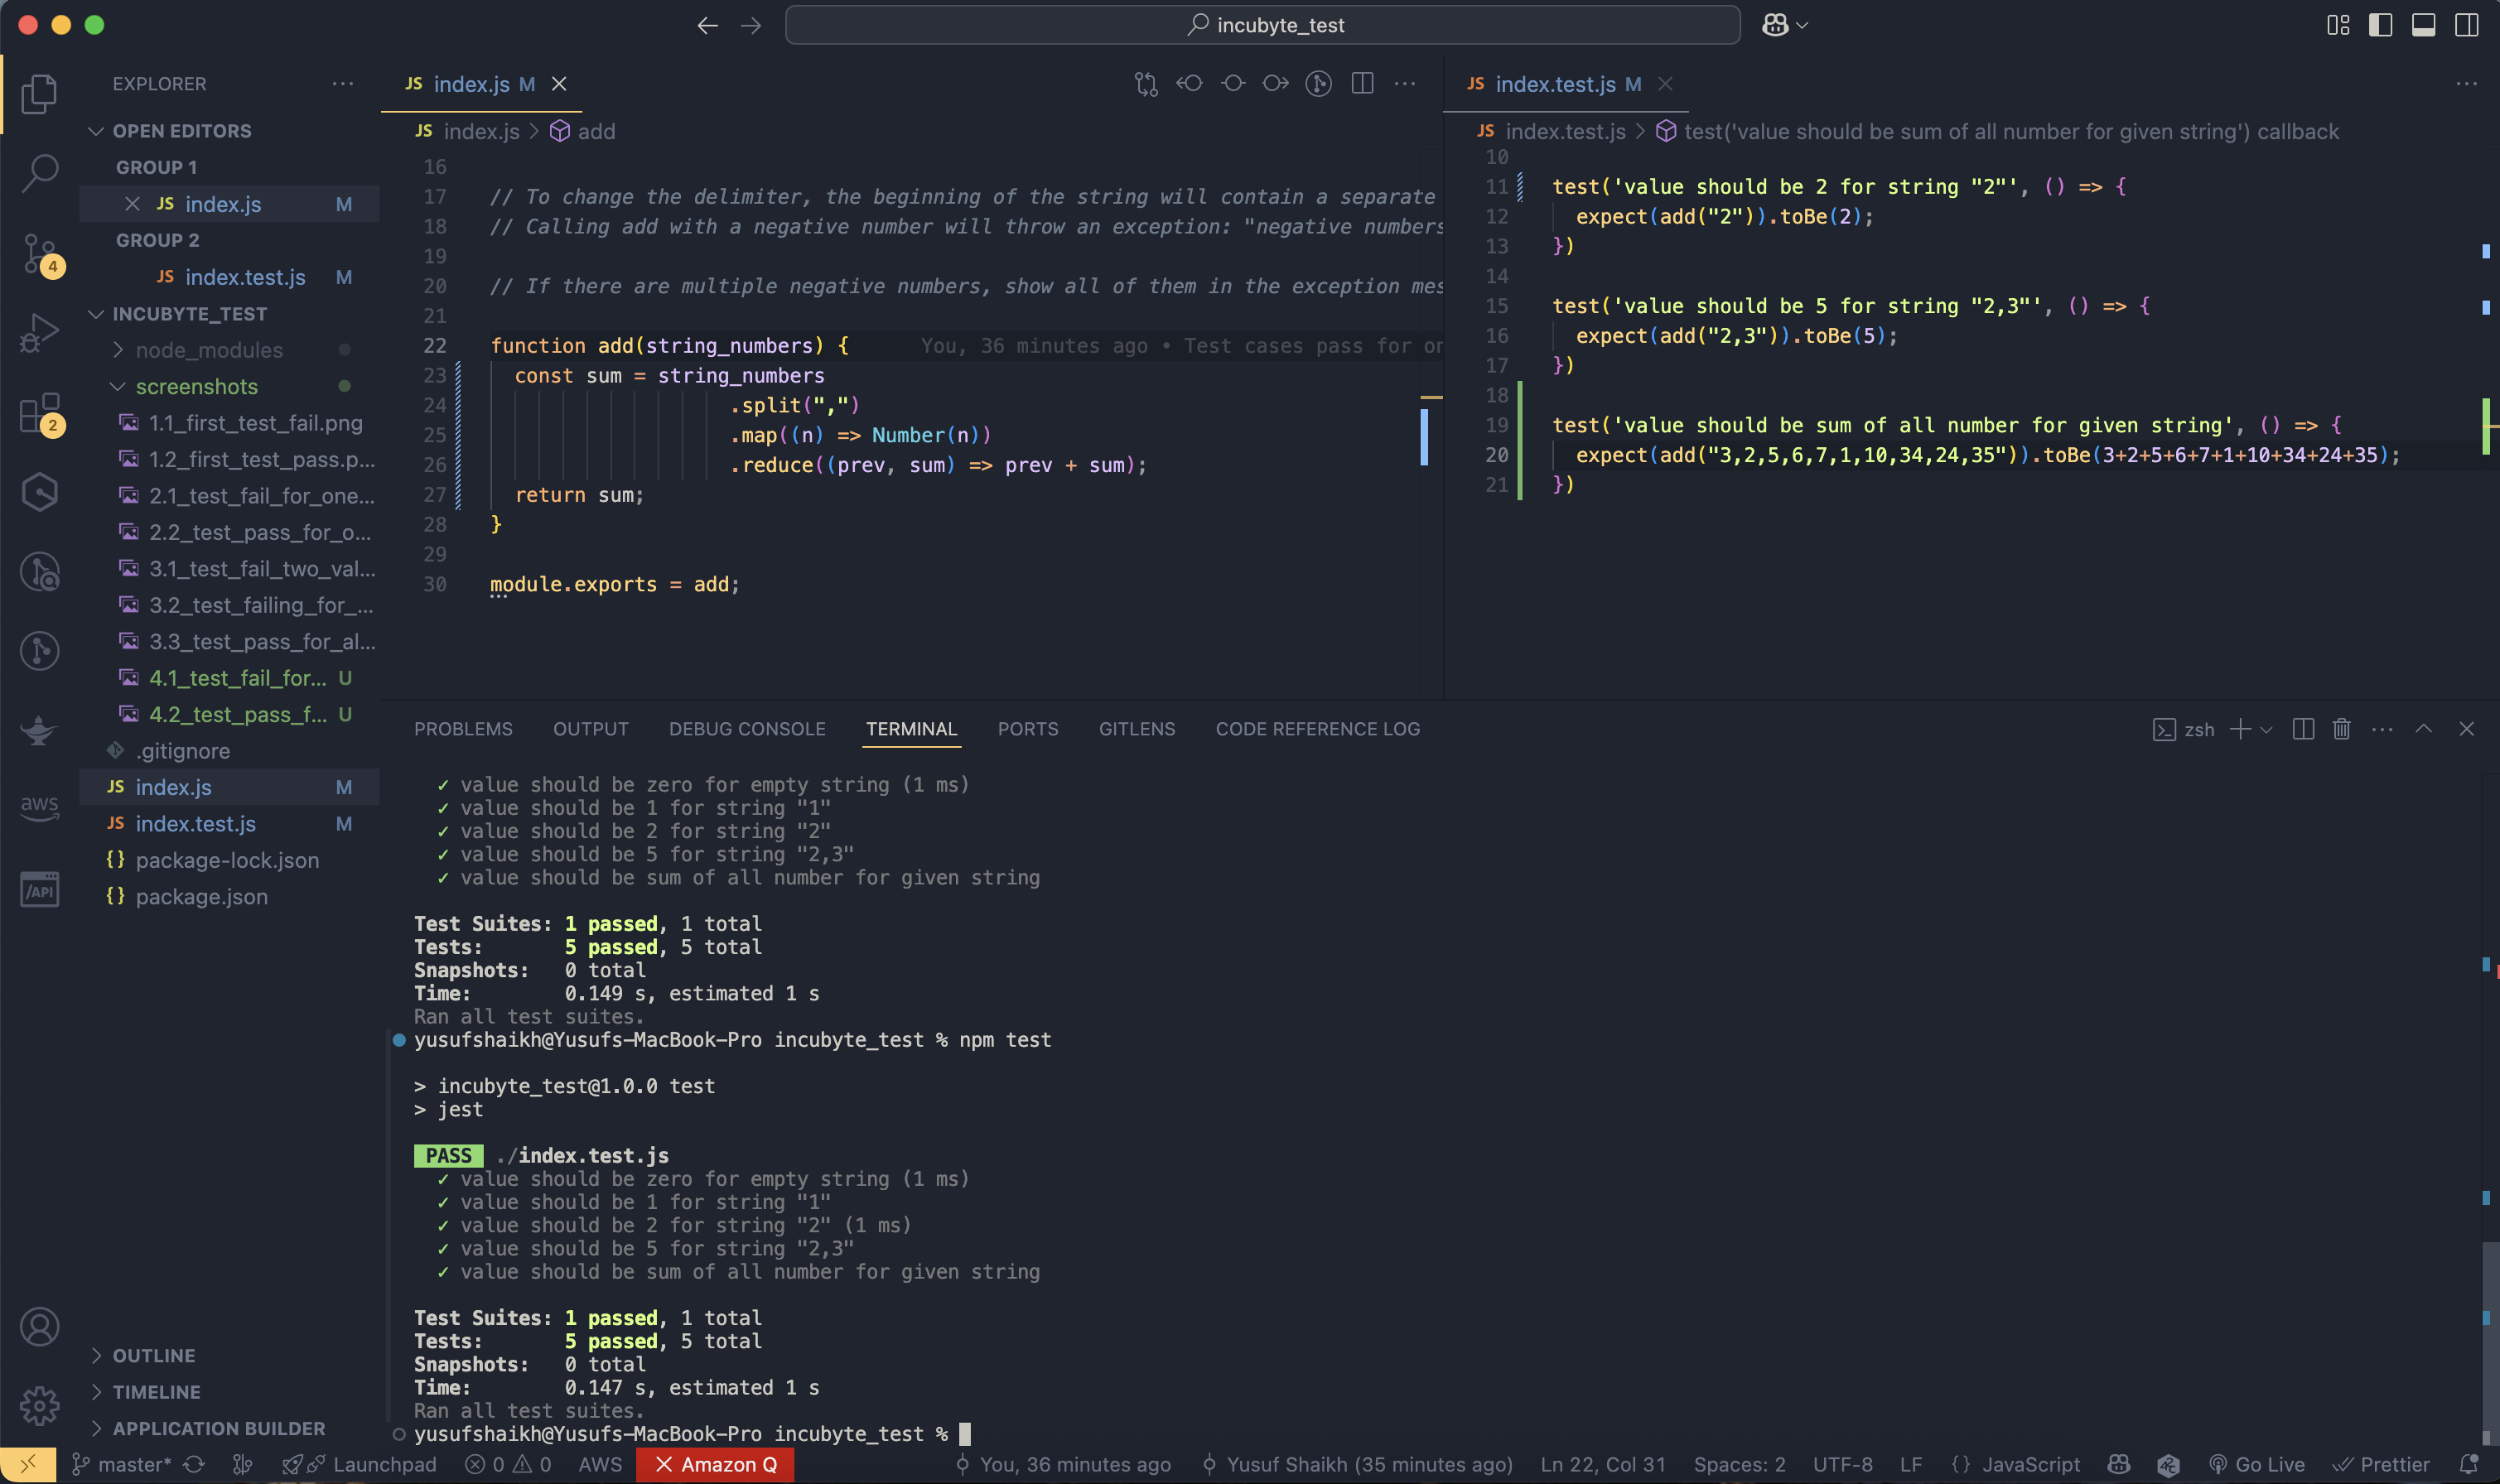 incubyte_test
EXPLORER
OPEN EDITORS
GROUP 1
JS index.js M
GROUP 2
JS index.test.js M
INCUBYTE_TEST
node_modules
screenshots
1.1_first_test_fail.png
1.2_first_test_pass.p...
2.1_test_fail_for_one...
2.2_test_pass_for_o...
3.1_test_fail_two_val...
3.2_test_failing_for_...
3.3_test_pass_for_al...
4.1_test_fail_for... U
4.2_test_pass_f... U
.gitignore
JS index.js M
JS index.test.js M
{} package-lock.json
{} package.json
OUTLINE
TIMELINE
APPLICATION BUILDER
4
2
aws
/API
JS index.js M
JS index.js > add
16
17 // To change the delimiter, the beginning of the string will contain a separate
18 // Calling add with a negative number will throw an exception: "negative numbers
19
20 // If there are multiple negative numbers, show all of them in the exception mes
21
22 function add(string_numbers) { You, 36 minutes ago • Test cases pass for on
23 const sum = string_numbers
24 .split(",")
25 .map((n) => Number(n))
26 .reduce((prev, sum) => prev + sum);
27 return sum;
28 }
29
30 module.exports = add;
JS index.test.js M
JS index.test.js > test('value should be sum of all number for given string') callback
10
11 test('value should be 2 for string "2"', () => {
12 expect(add("2")).toBe(2);
13 })
14
15 test('value should be 5 for string "2,3"', () => {
16 expect(add("2,3")).toBe(5);
17 })
18
19 test('value should be sum of all number for given string', () => {
20 expect(add("3,2,5,6,7,1,10,34,24,35")).toBe(3+2+5+6+7+1+10+34+24+35);
21 })
PROBLEMS OUTPUT DEBUG CONSOLE TERMINAL PORTS GITLENS CODE REFERENCE LOG
zsh
✓ value should be zero for empty string (1 ms)
✓ value should be 1 for string "1"
✓ value should be 2 for string "2"
✓ value should be 5 for string "2,3"
✓ value should be sum of all number for given string
Test Suites: 1 passed, 1 total
Tests: 5 passed, 5 total
Snapshots: 0 total
Time: 0.149 s, estimated 1 s
Ran all test suites.
yusufshaikh@Yusufs-MacBook-Pro incubyte_test % npm test
> incubyte_test@1.0.0 test
> jest
PASS ./index.test.js
✓ value should be zero for empty string (1 ms)
✓ value should be 1 for string "1"
✓ value should be 2 for string "2" (1 ms)
✓ value should be 5 for string "2,3"
✓ value should be sum of all number for given string
Test Suites: 1 passed, 1 total
Tests: 5 passed, 5 total
Snapshots: 0 total
Time: 0.147 s, estimated 1 s
Ran all test suites.
yusufshaikh@Yusufs-MacBook-Pro incubyte_test %
master* Launchpad 0 0 AWS Amazon Q You, 36 minutes ago Yusuf Shaikh (35 minutes ago) Ln 22, Col 31 Spaces: 2 UTF-8 LF {} JavaScript Go Live Prettier